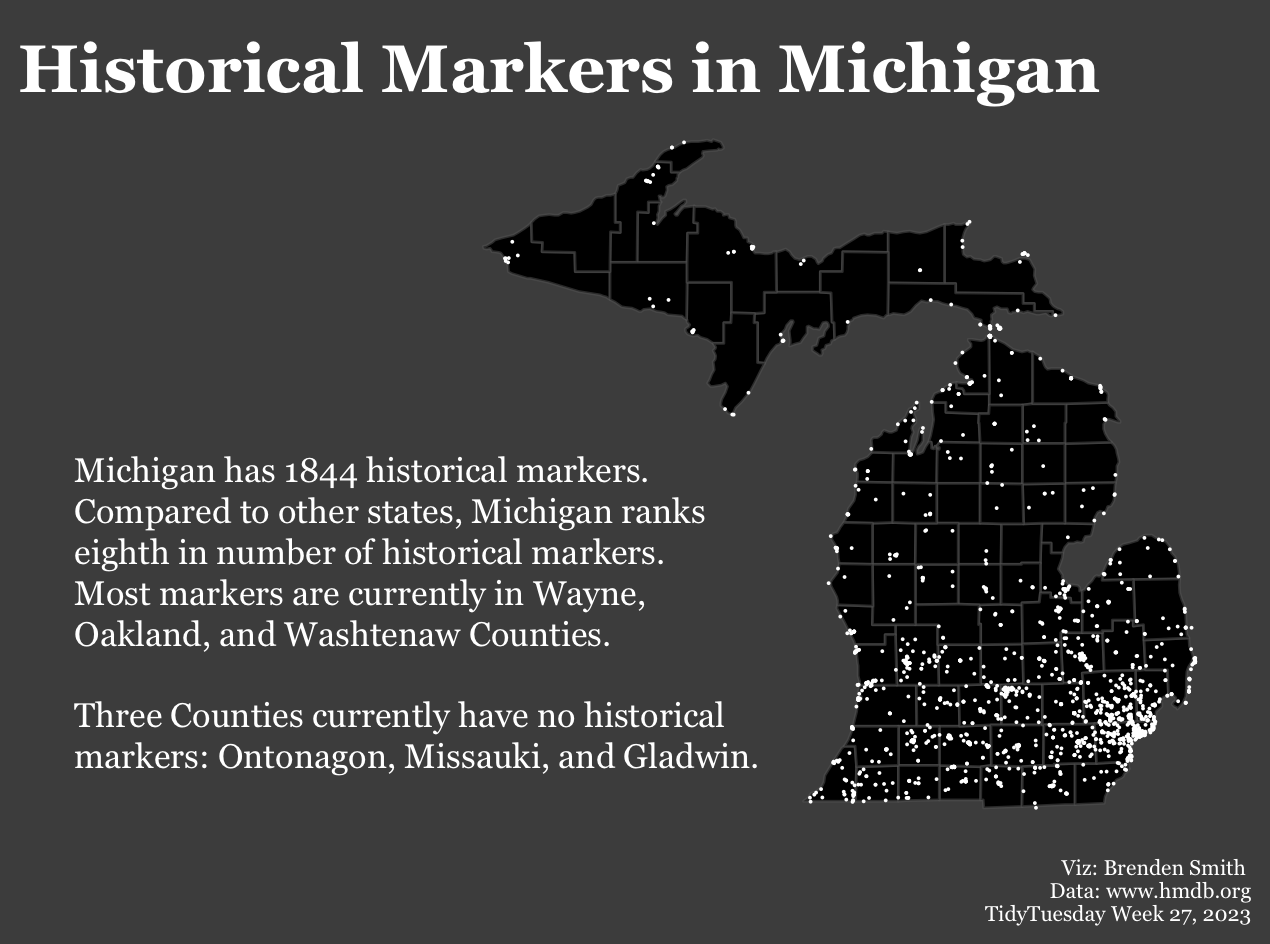 Historical Markers in Michigan
Michigan has 1844 historical markers.
Compared to other states, Michigan ranks
eighth in number of historical markers.
Most markers are currently in Wayne,
Oakland, and Washtenaw Counties.
Three Counties currently have no historical
markers: Ontonagon, Missauki, and Gladwin.
Viz: Brenden Smith
Data: www.hmdb.org
TidyTuesday Week 27, 2023